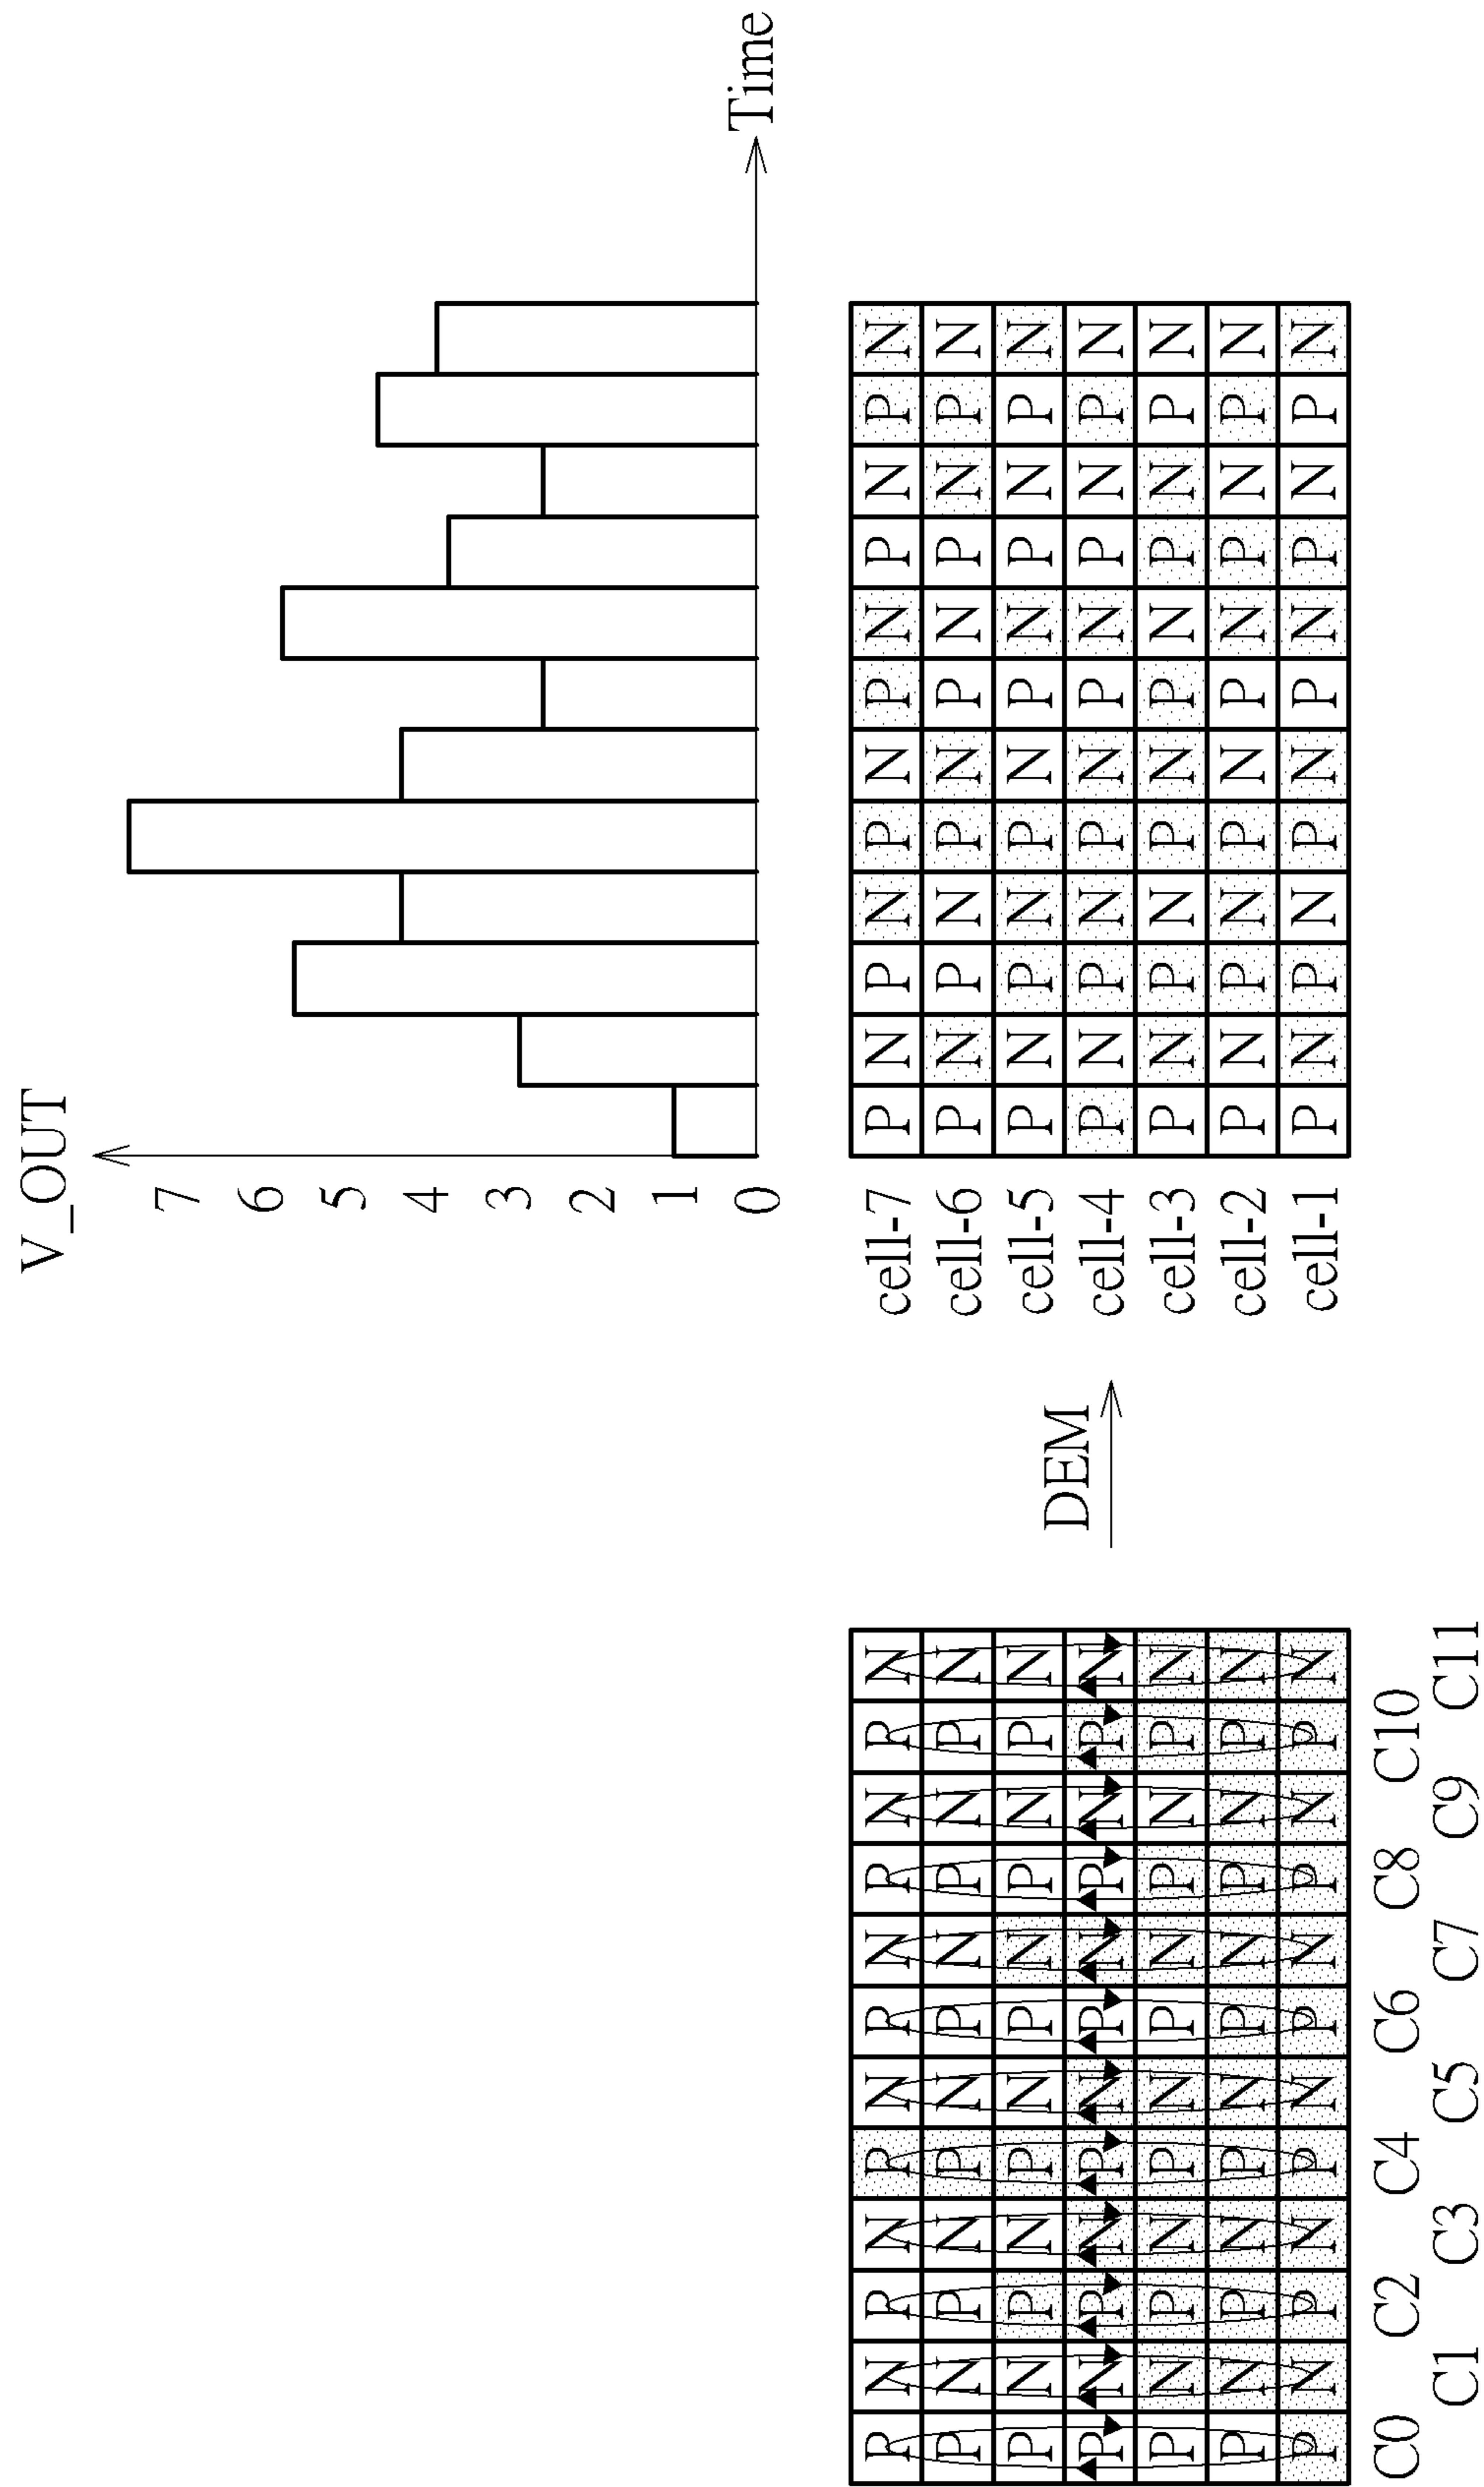 V_OUT
7
6
5
4
3
2
1
0 Time
P N P N P N P N P N P N cell-7 P N P N P N P N P N P N
P N P N P N P N P N P N cell-6 P N P N P N P N P N P N
P N P N P N P N P N P N cell-5 P N P N P N P N P N P N
DEM
P N P N P N P N P N P N cell-4 P N P N P N P N P N P N
P N P N P N P N P N P N cell-3 P N P N P N P N P N P N
P N P N P N P N P N P N cell-2 P N P N P N P N P N P N
P N P N P N P N P N P N cell-1 P N P N P N P N P N P N
C0 C2 C4 C6 C8 C10
C1 C3 C5 C7 C9 C11